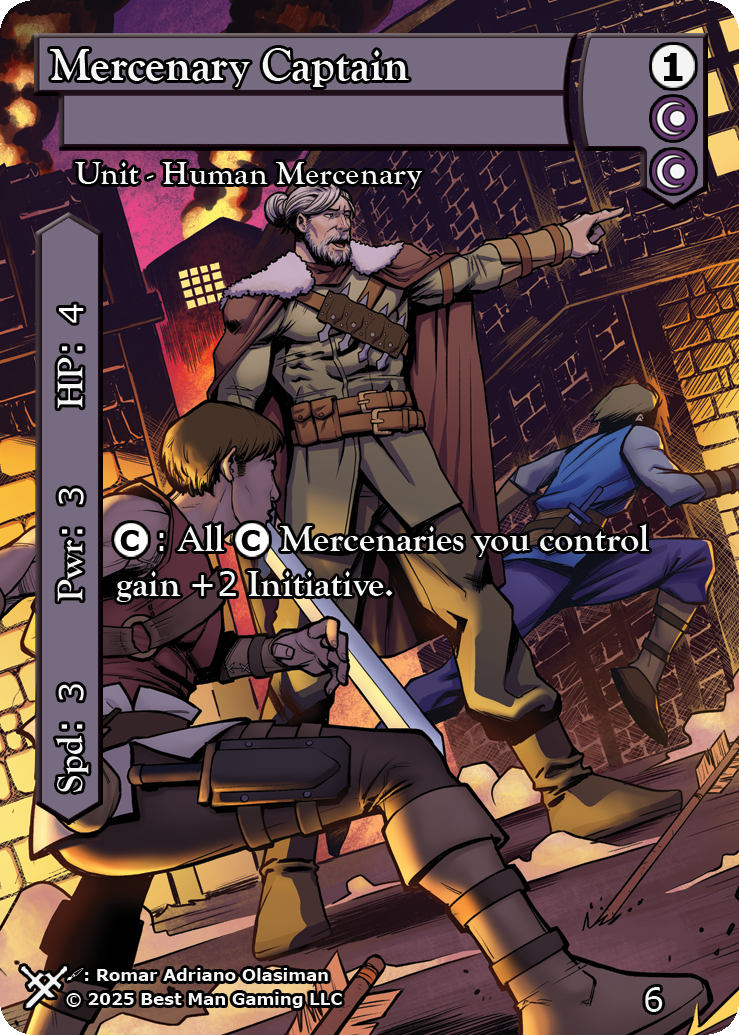 Mercenary Captain
1
Unit - Human Mercenary
HP: 4
Pwr: 3
Spd: 3
C : All C Mercenaries you control
gain +2 Initiative.
: Romar Adriano Olasiman
© 2025 Best Man Gaming LLC
6